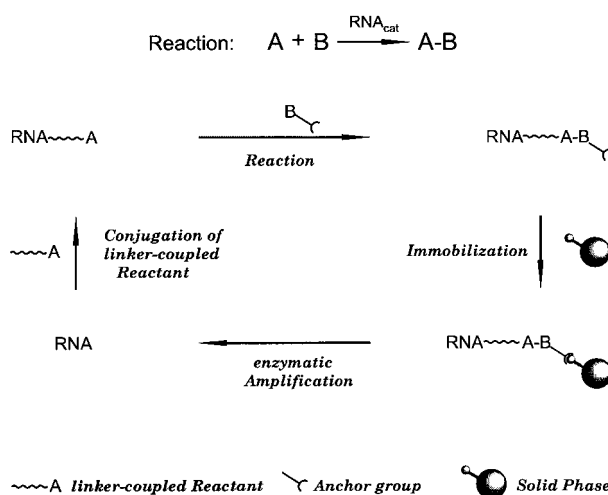 Reaction: A + B RNAcat A-B
B
RNA A
RNA A-B
Reaction
A
Conjugation of
linker-coupled
Reactant
Immobilization
RNA
enzymatic
Amplification
RNA A-B
A linker-coupled Reactant
Anchor group
Solid Phase